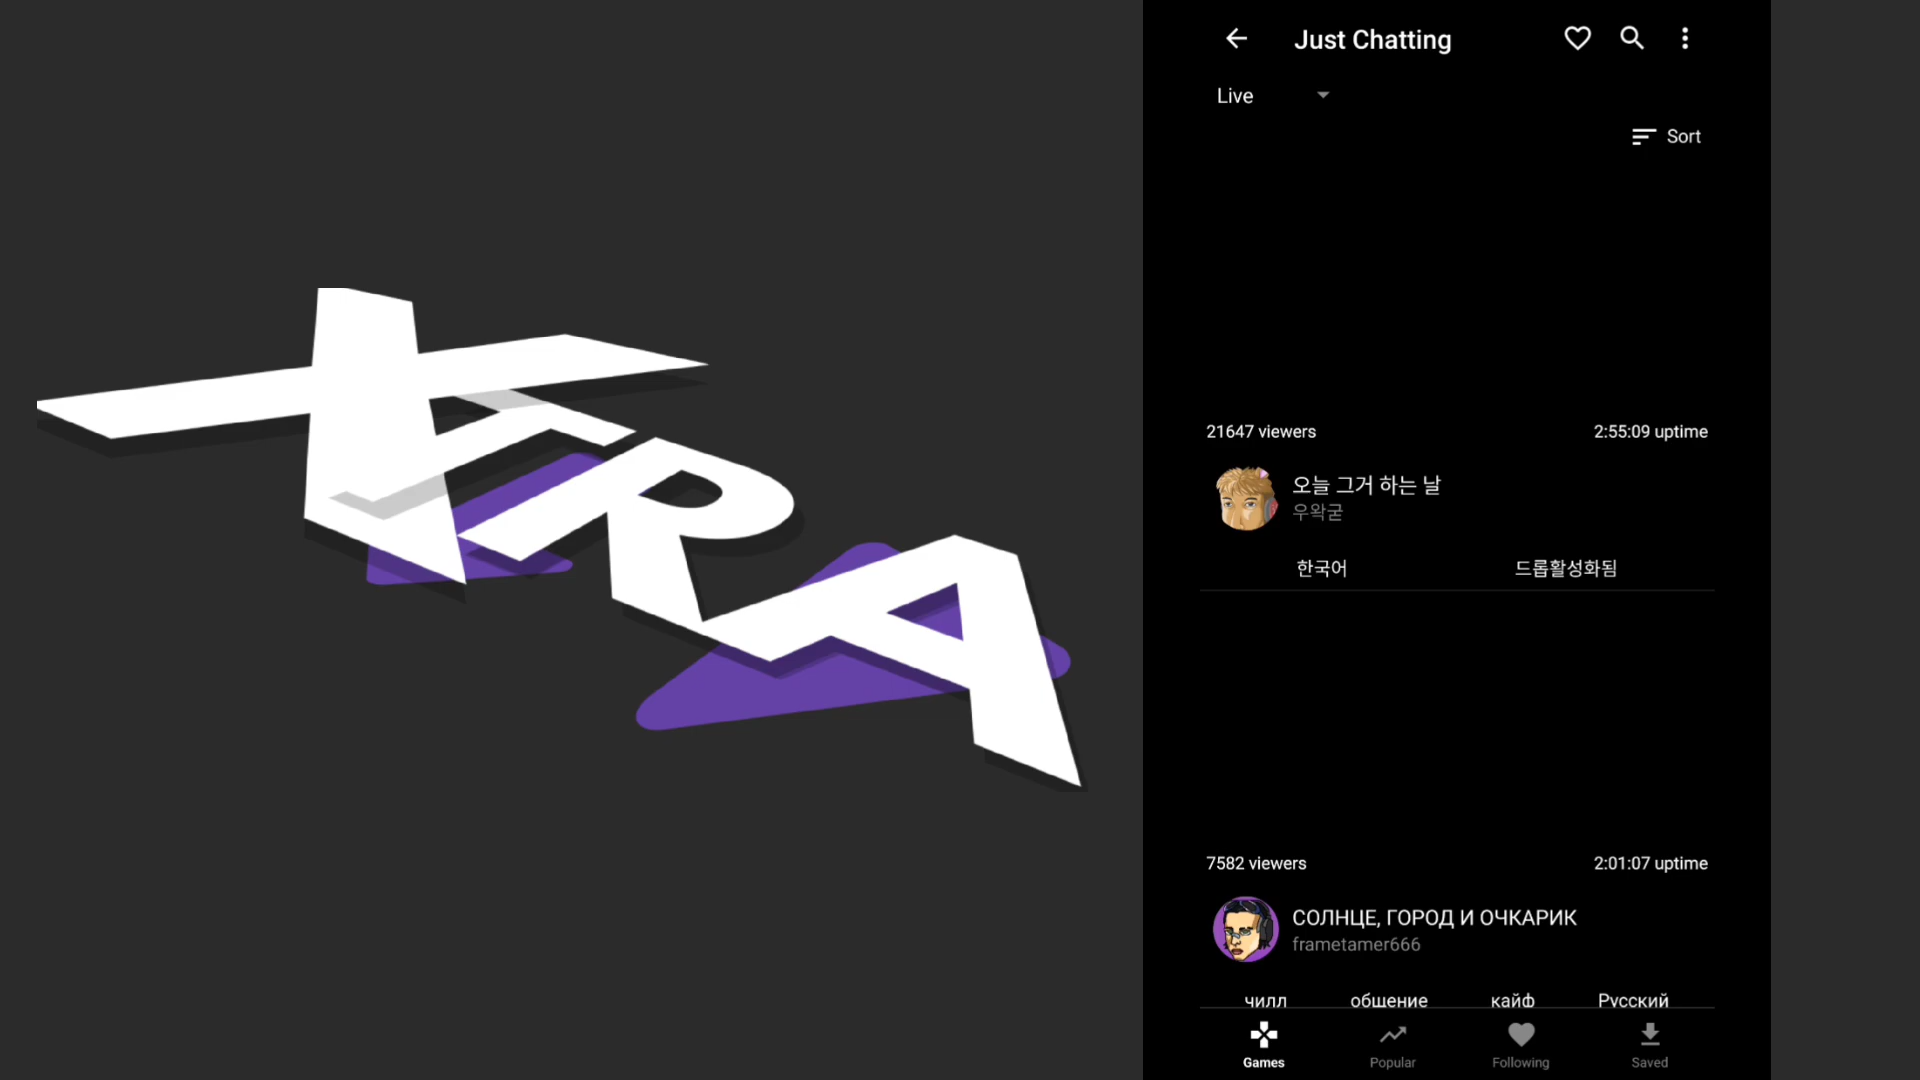 XTRA
Just Chatting
Live
Sort
21647 viewers
2:55:09 uptime
오늘 그거 하는 날
우왁굳
한국어
드롭활성화됨
7582 viewers
2:01:07 uptime
СОЛНЦЕ, ГОРОД И ОЧКАРИК
frametamer666
чилл
общение
кайф
Русский
Games
Popular
Following
Saved